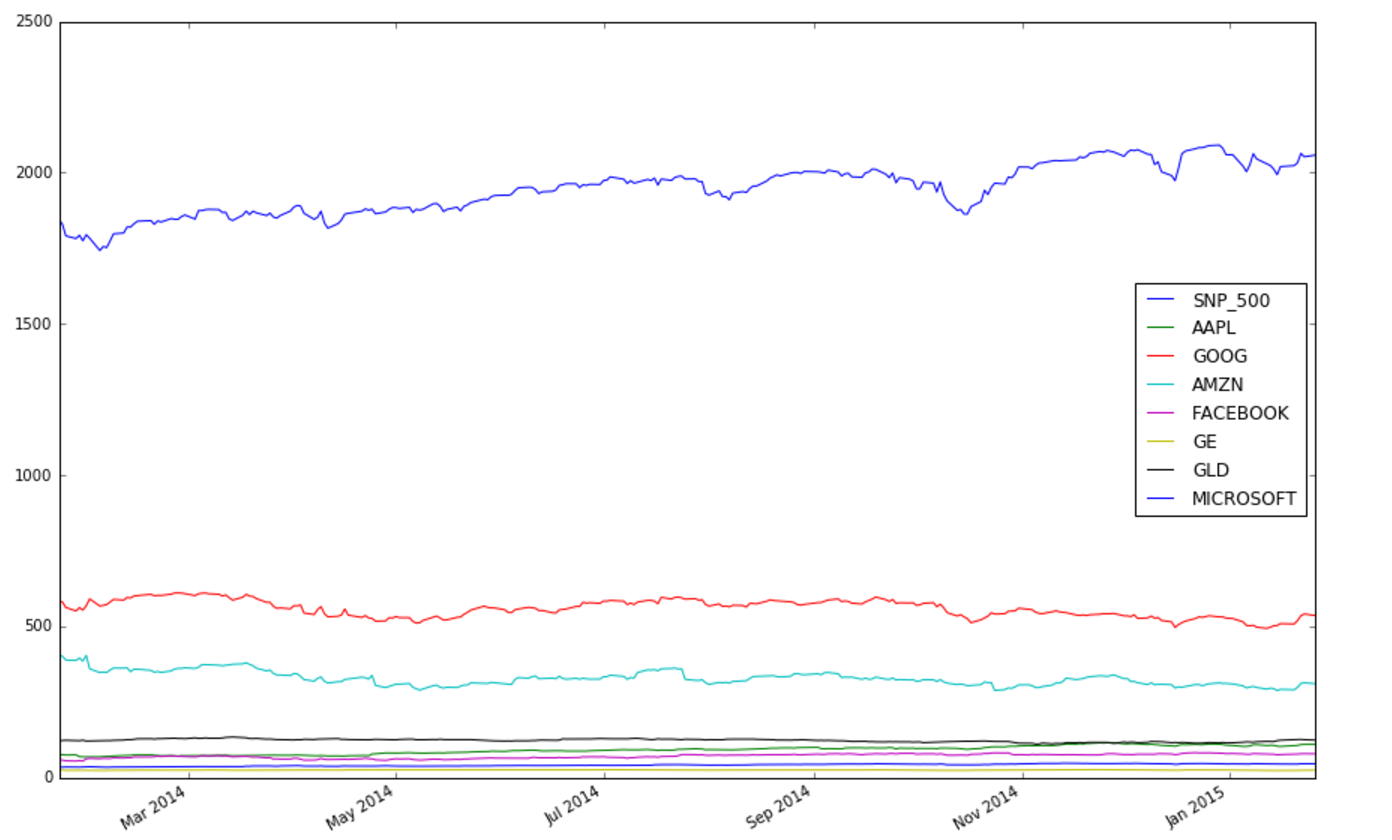 2500
2000
1500
1000
500
0
SNP_500
AAPL
GOOG
AMZN
FACEBOOK
GE
GLD
MICROSOFT
Mar 2014
May 2014
Jul 2014
Sep 2014
Nov 2014
Jan 2015